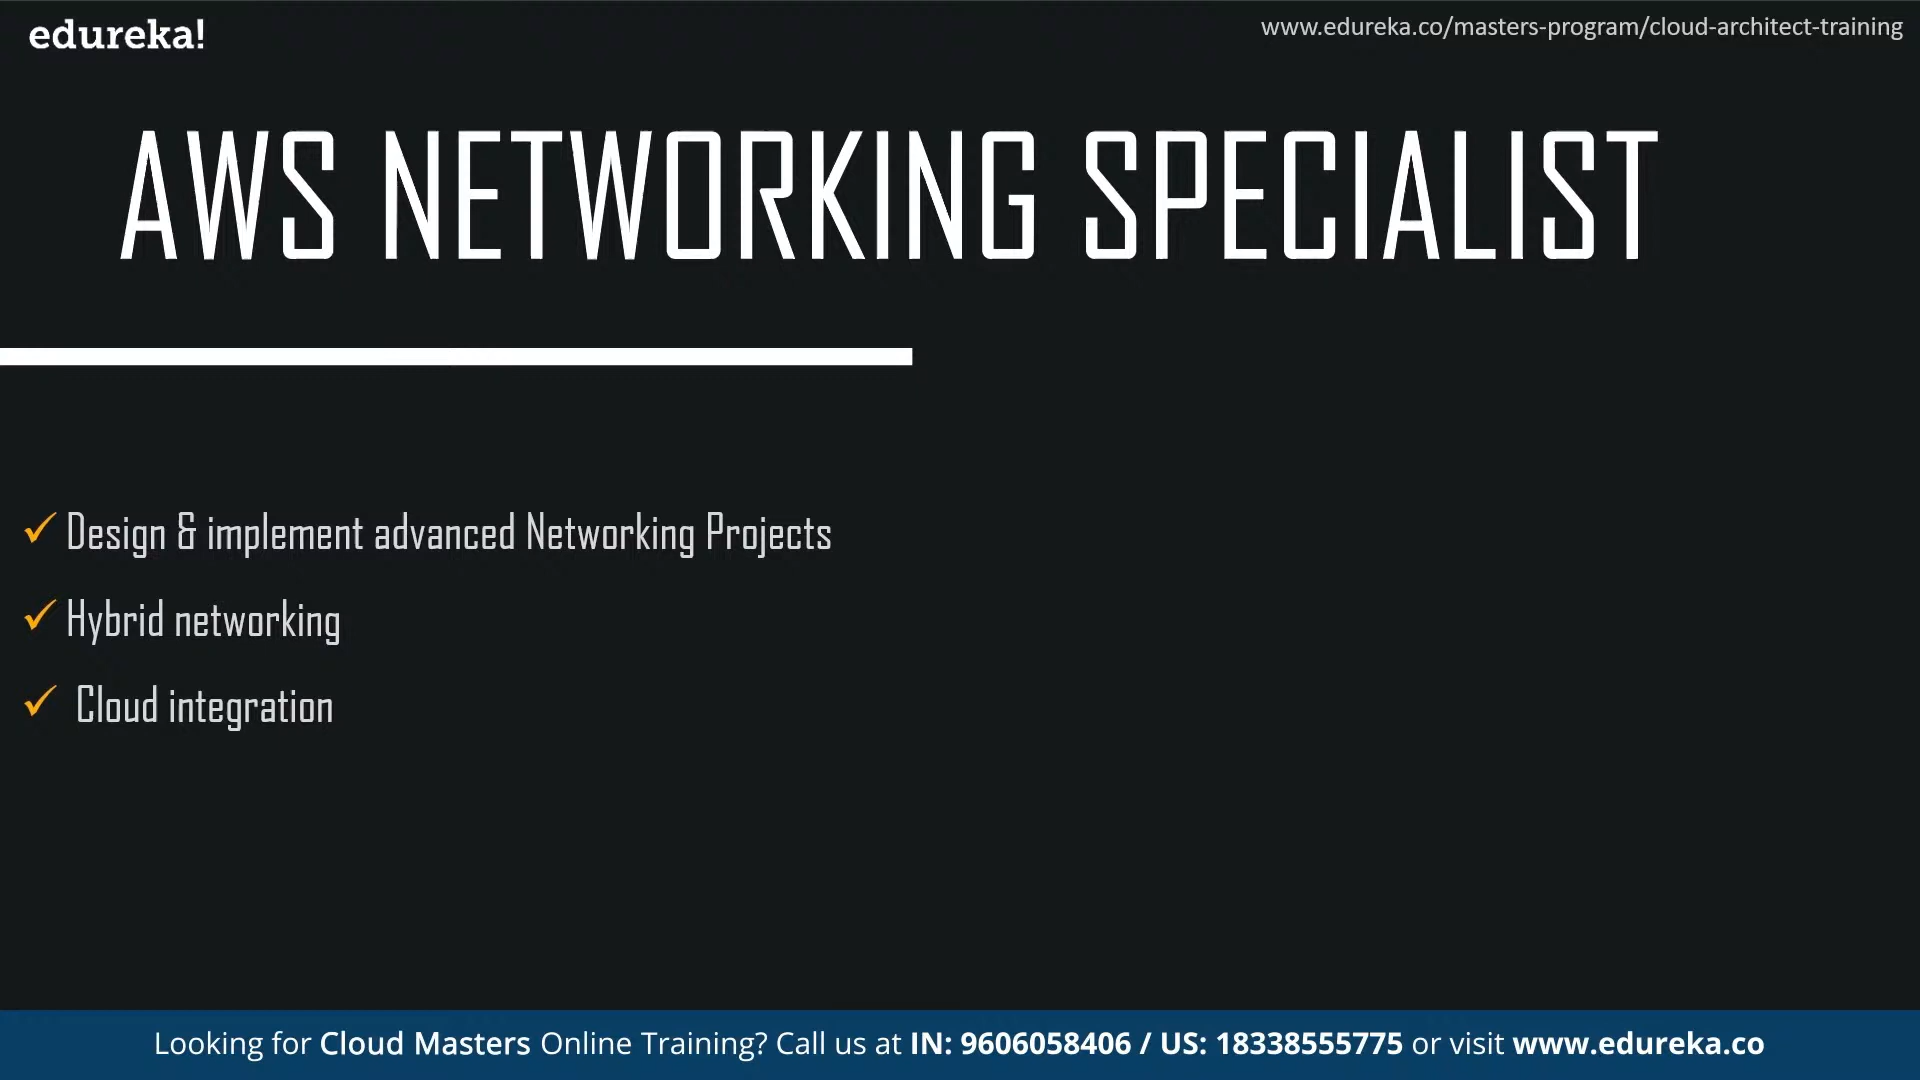 edureka!
www.edureka.co/masters-program/cloud-architect-training
AWS NETWORKING SPECIALIST
Design & implement advanced Networking Projects
Hybrid networking
Cloud integration
Looking for Cloud Masters Online Training? Call us at IN: 9606058406 / US: 18338555775 or visit www.edureka.co